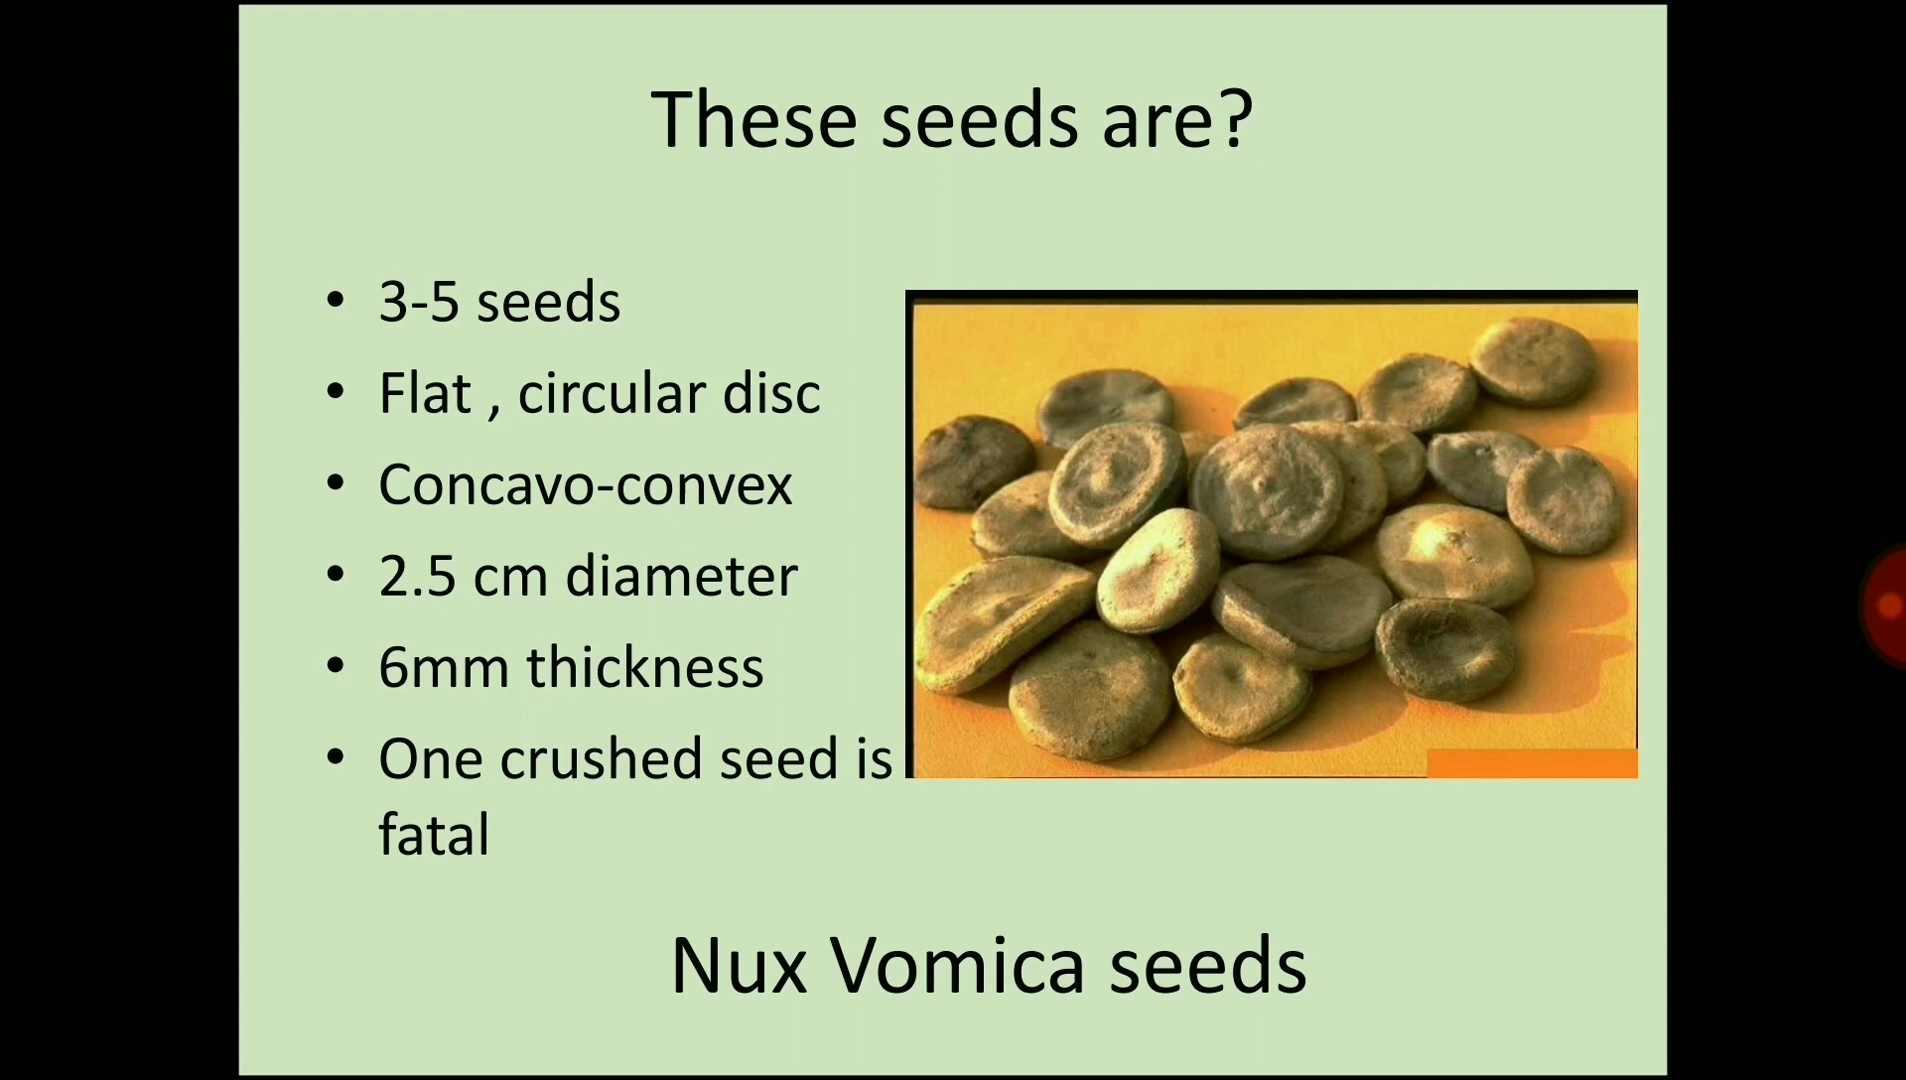 These seeds are?
• 3-5 seeds
• Flat , circular disc
• Concavo-convex
• 2.5 cm diameter
• 6mm thickness
• One crushed seed is
fatal
Nux Vomica seeds